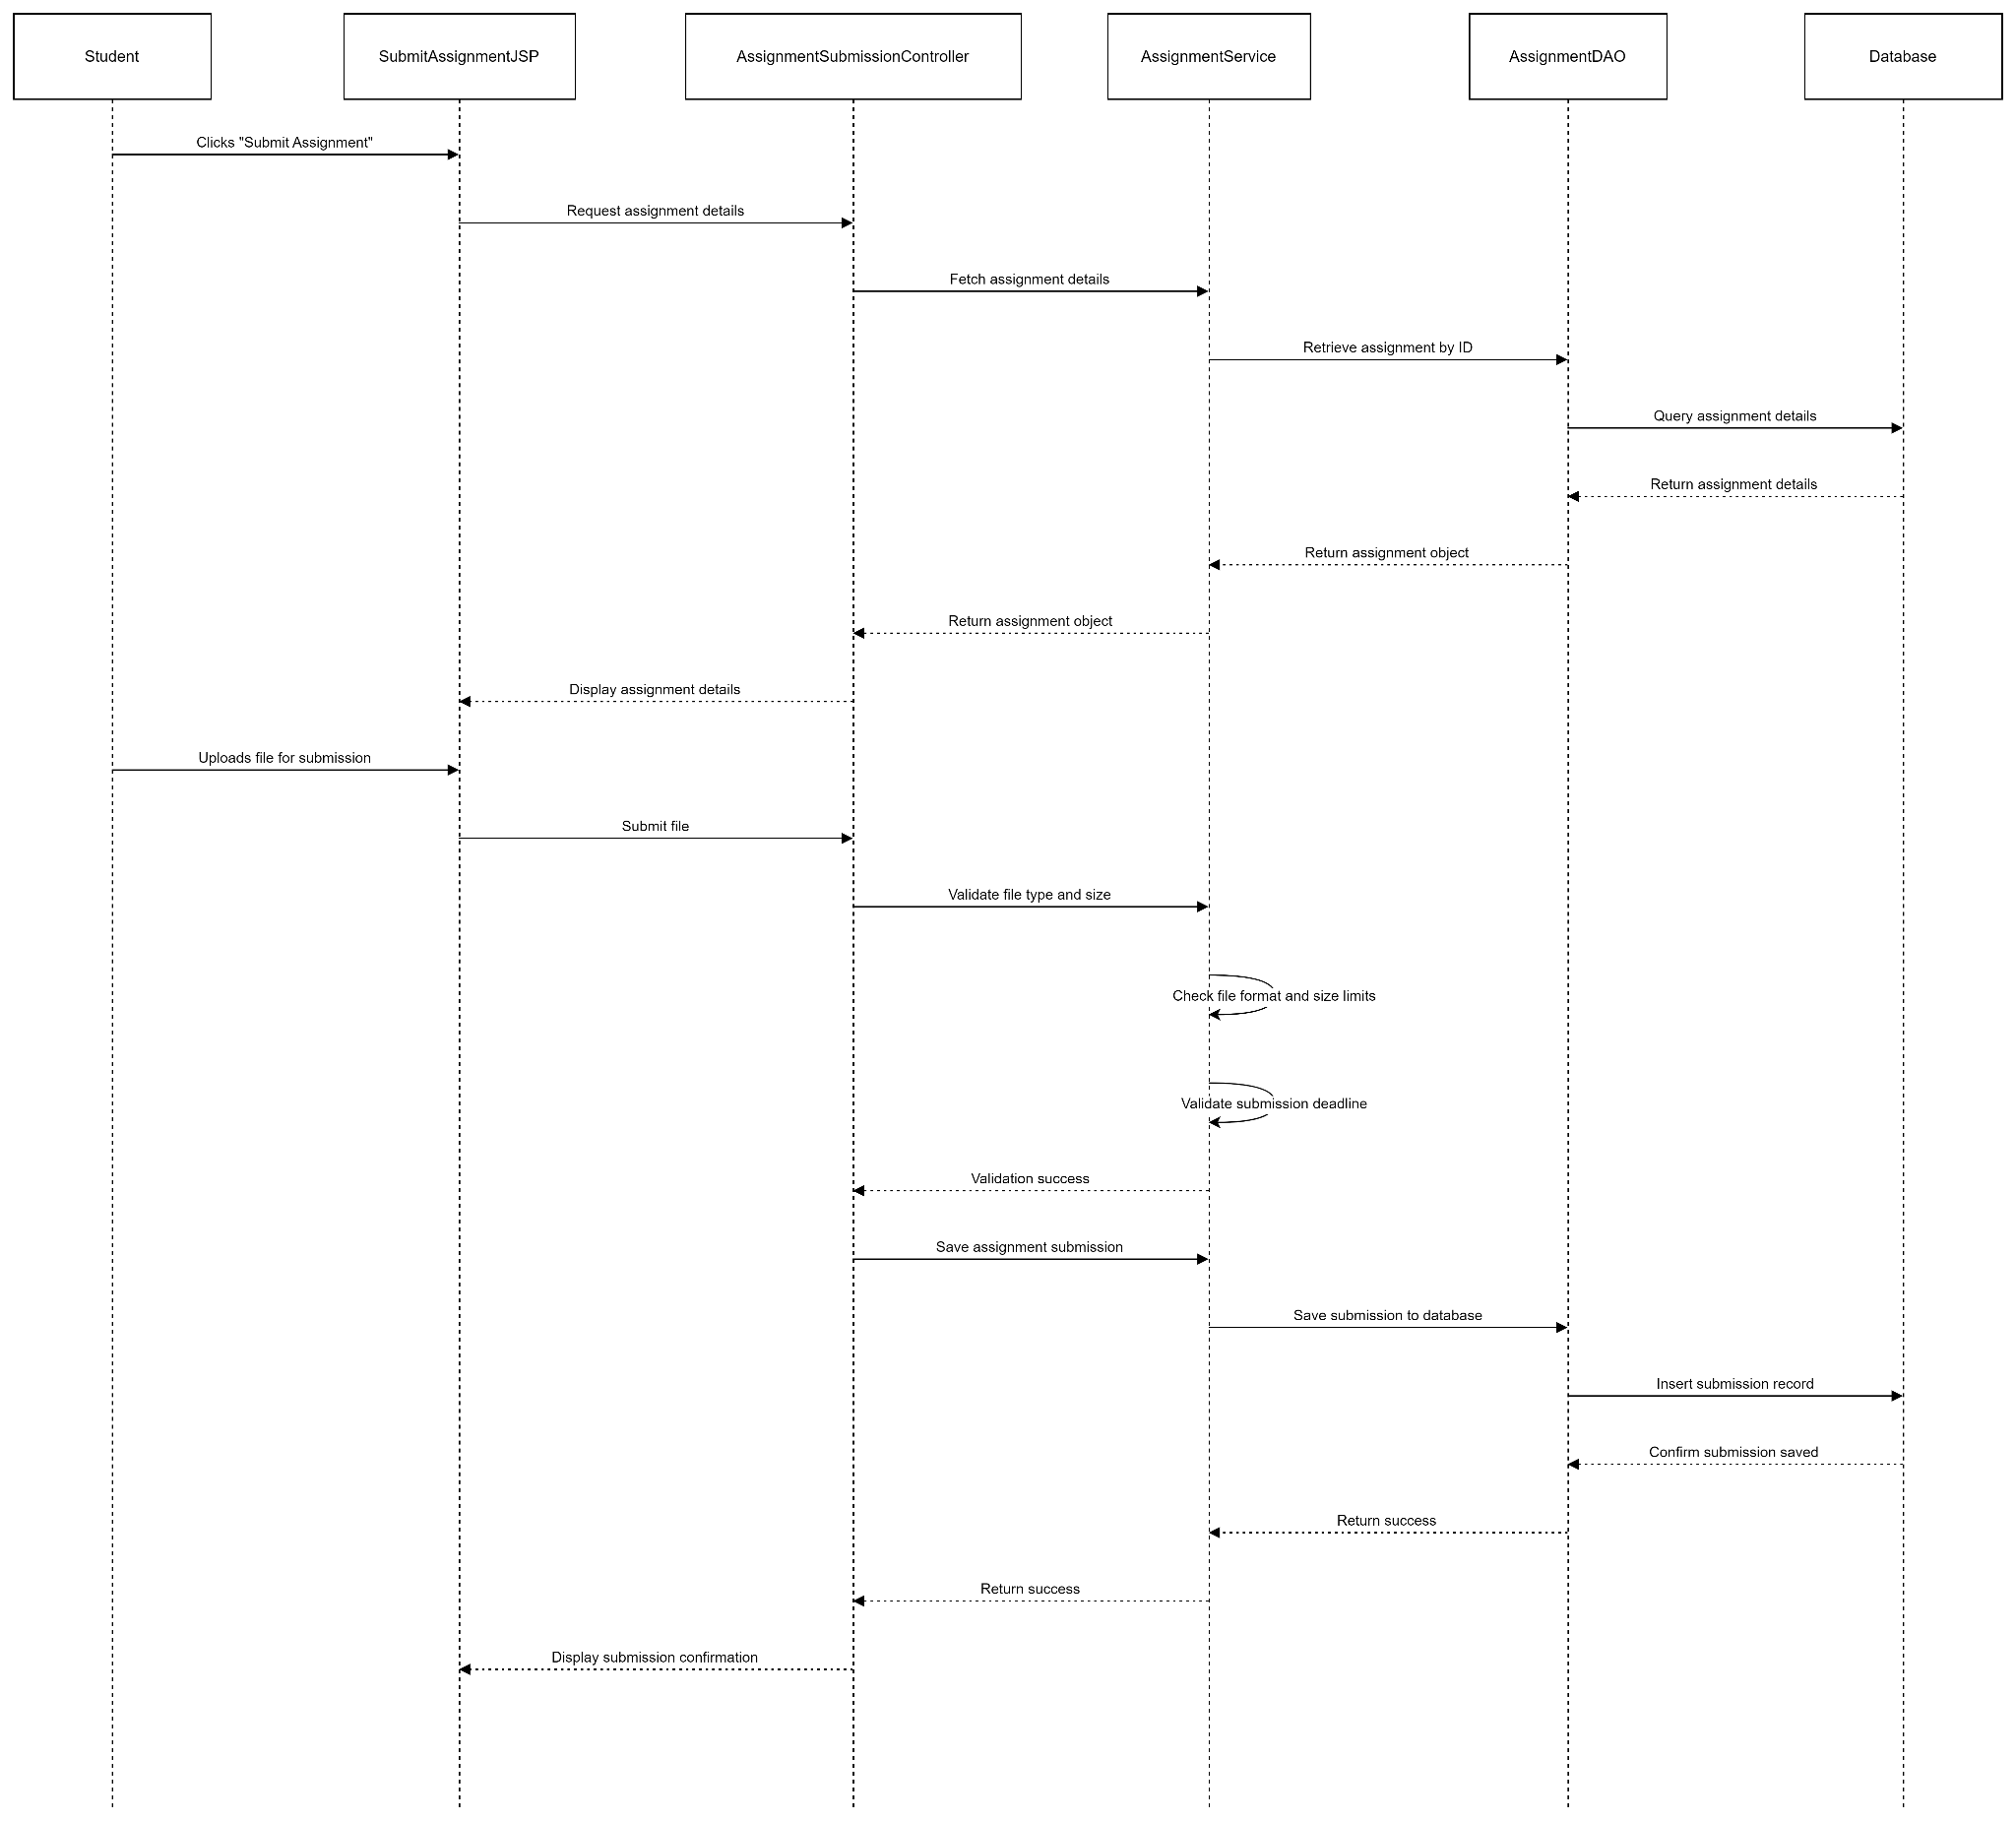 Student
SubmitAssignmentJSP
AssignmentSubmissionController
AssignmentService
AssignmentDAO
Database
Clicks "Submit Assignment"
Request assignment details
Fetch assignment details
Retrieve assignment by ID
Query assignment details
Return assignment details
Return assignment object
Return assignment object
Display assignment details
Uploads file for submission
Submit file
Validate file type and size
Check file format and size limits
Validate submission deadline
Validation success
Save assignment submission
Save submission to database
Insert submission record
Confirm submission saved
Return success
Return success
Display submission confirmation